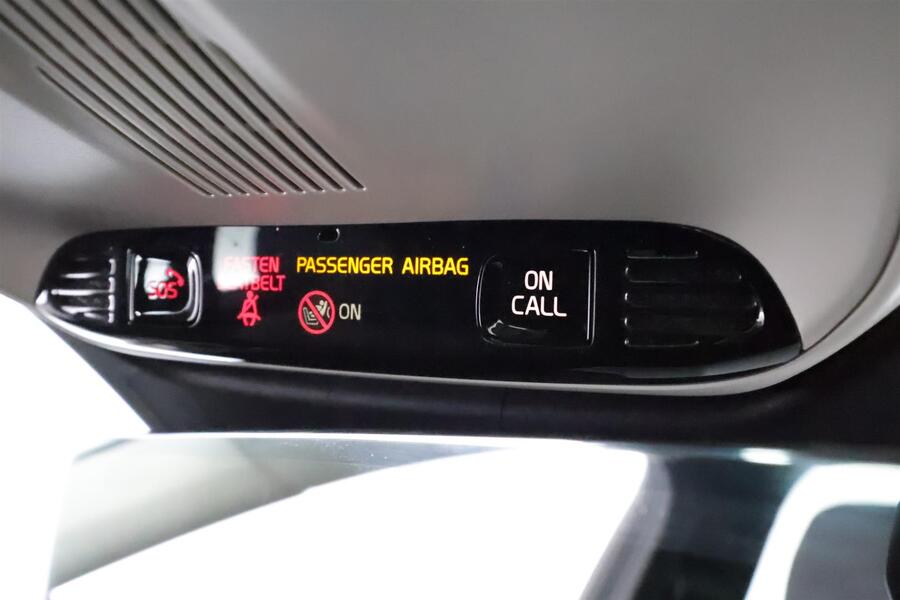 SOS
FASTEN
SEATBELT
PASSENGER AIRBAG
ON
ON
CALL